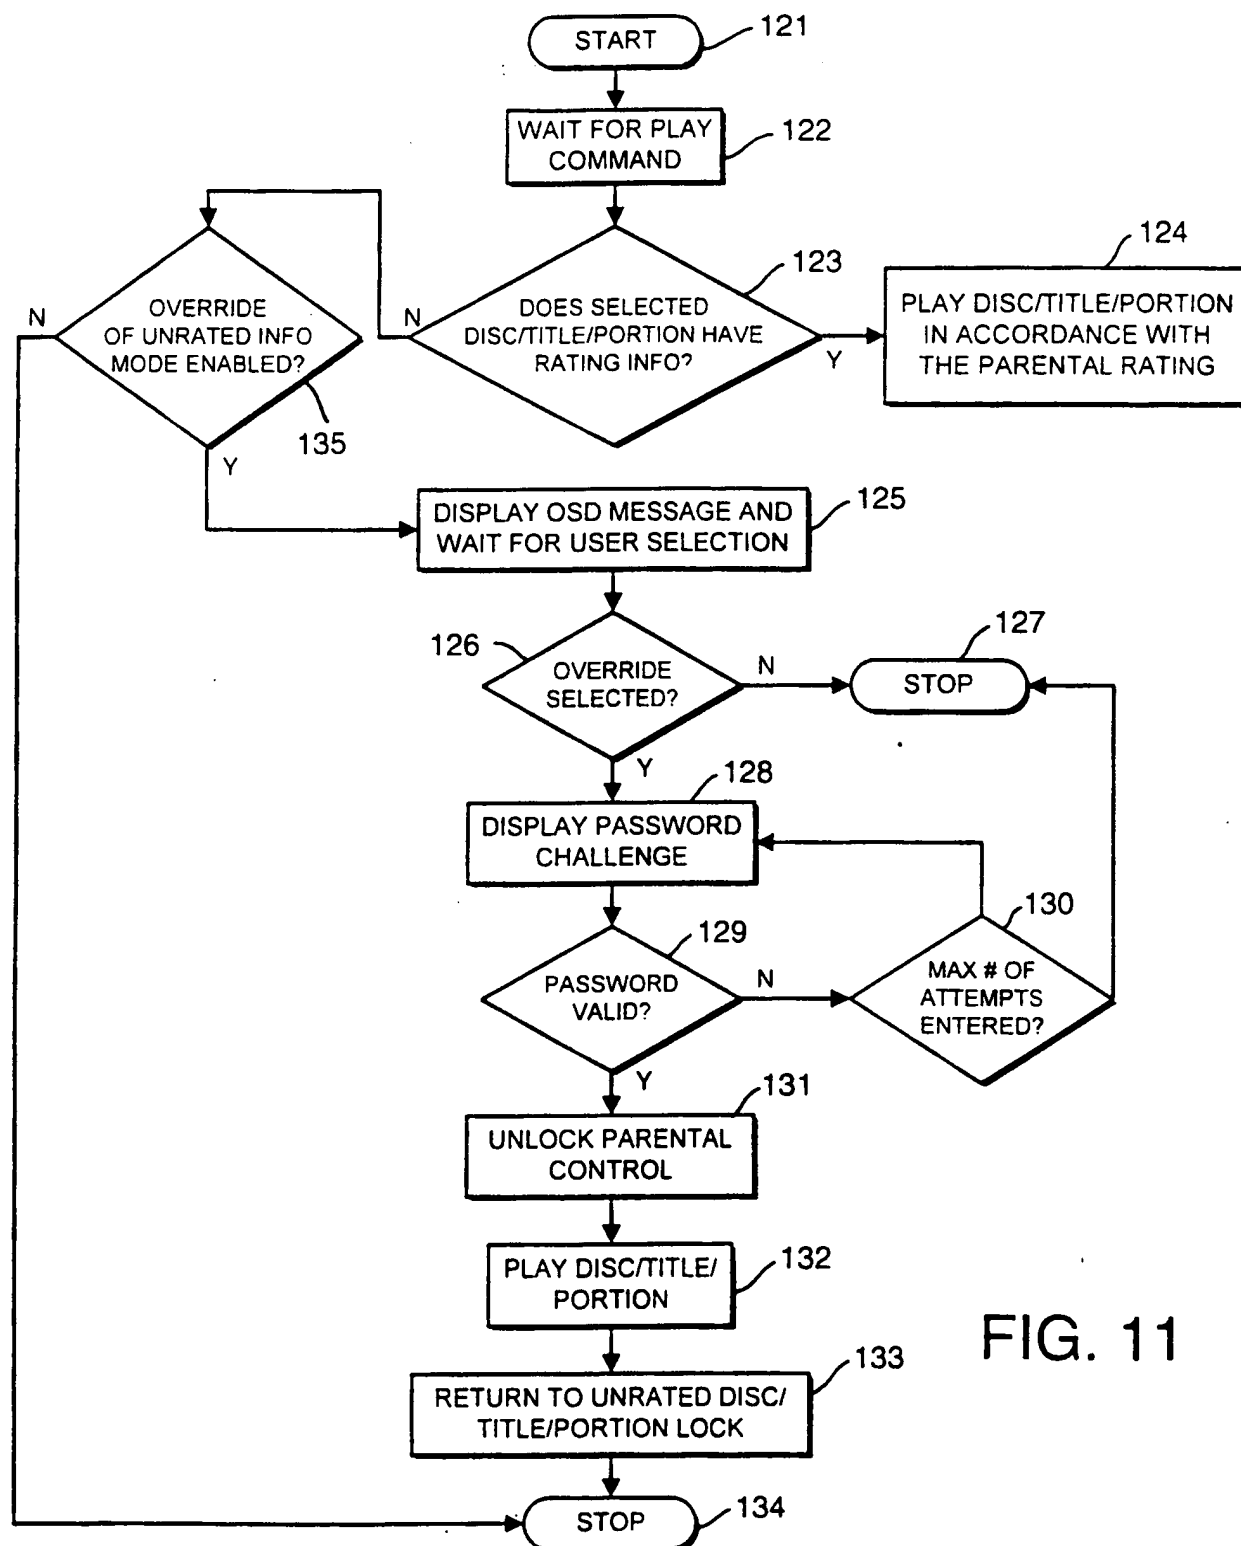 START
121
WAIT FOR PLAY
COMMAND
122
DOES SELECTED
DISC/TITLE/PORTION HAVE
RATING INFO?
123
N
Y
PLAY DISC/TITLE/PORTION
IN ACCORDANCE WITH
THE PARENTAL RATING
124
OVERRIDE
OF UNRATED INFO
MODE ENABLED?
135
N
Y
DISPLAY OSD MESSAGE AND
WAIT FOR USER SELECTION
125
OVERRIDE
SELECTED?
126
N
Y
STOP
127
DISPLAY PASSWORD
CHALLENGE
128
PASSWORD
VALID?
129
N
Y
MAX # OF
ATTEMPTS
ENTERED?
130
UNLOCK PARENTAL
CONTROL
131
PLAY DISC/TITLE/
PORTION
132
RETURN TO UNRATED DISC/
TITLE/PORTION LOCK
133
STOP
134
FIG. 11